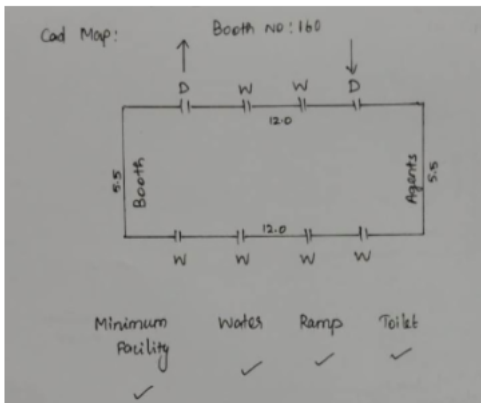 Cad Map:
Booth No: 160
D W W D
12.0
5.5
Booth
Agents
5.5
12.0
W W W W
Minimum Facility
Water
Ramp
Toilet